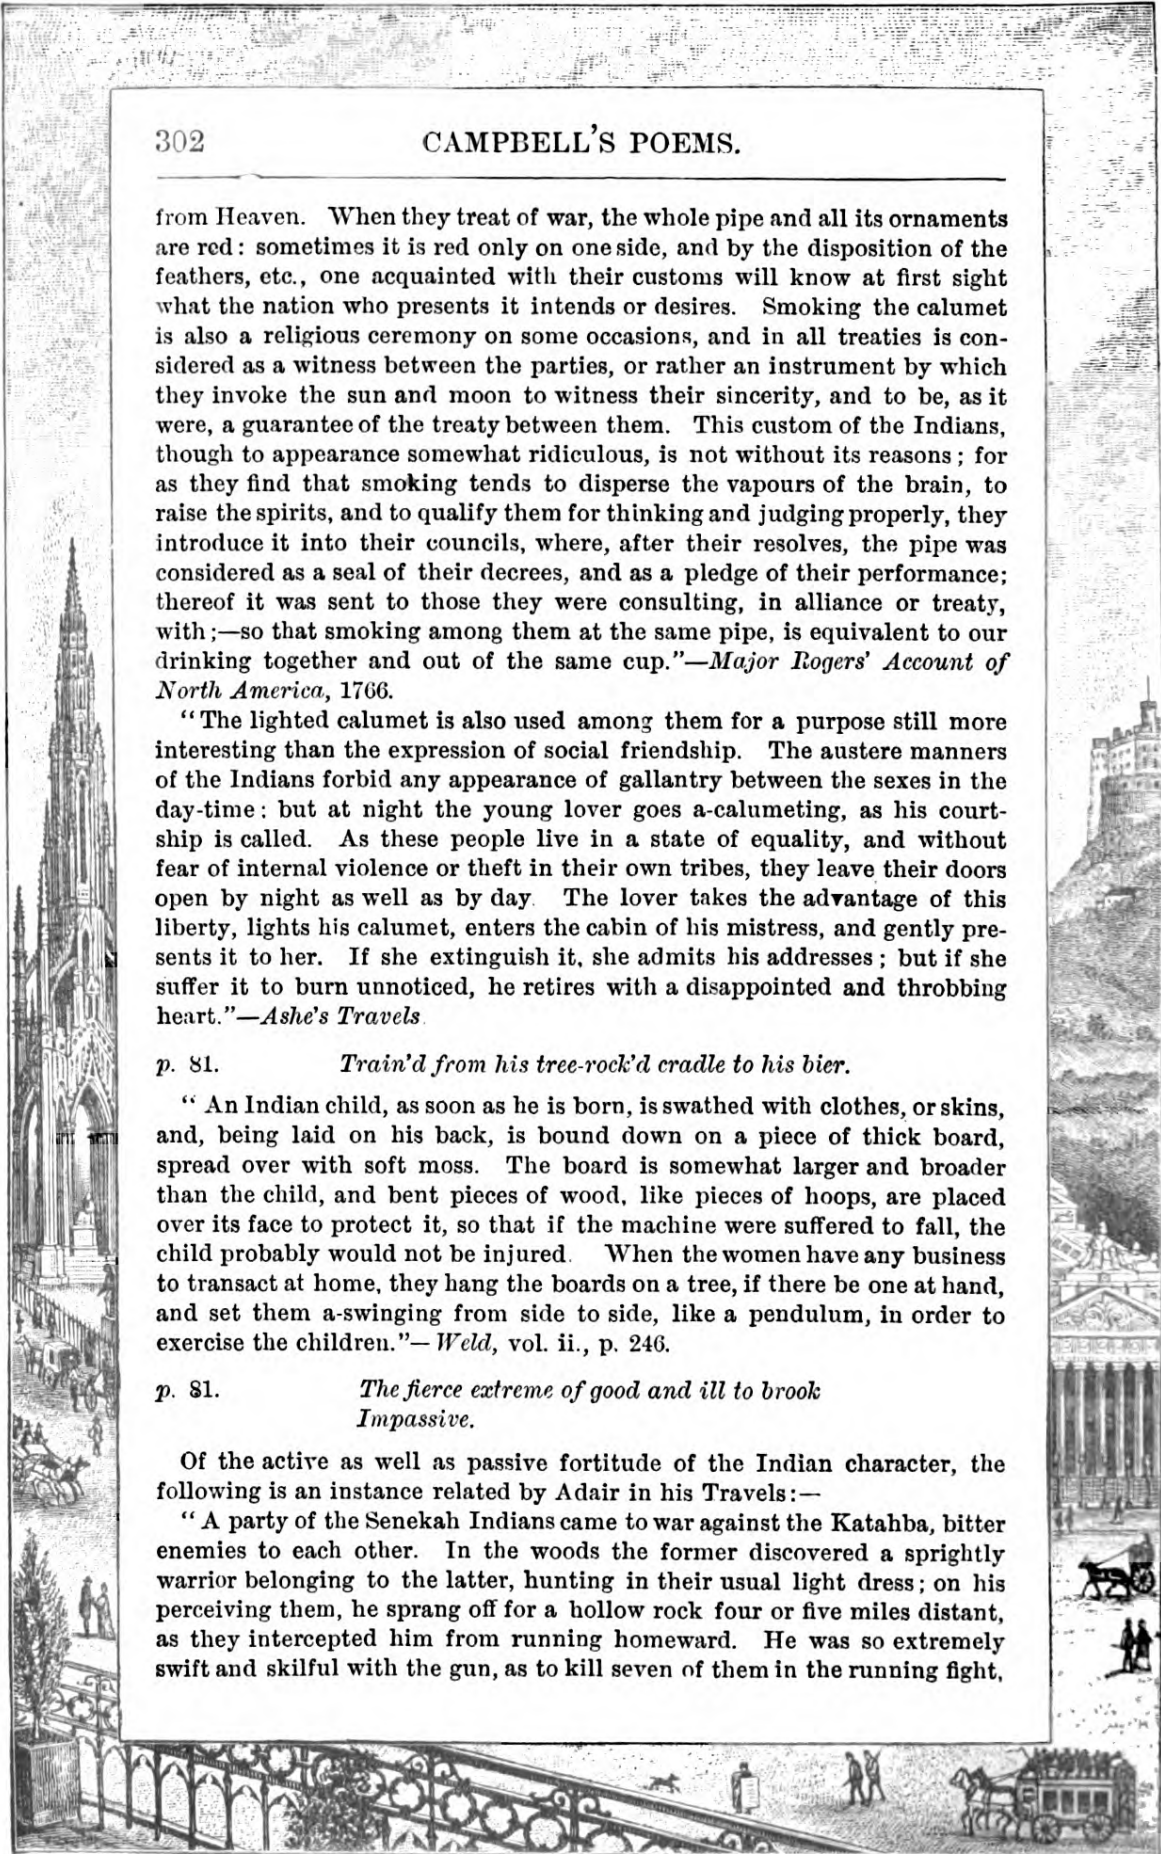 302 CAMPBELL'S POEMS.
from Heaven. When they treat of war, the whole pipe and all its ornaments
are red: sometimes it is red only on one side, and by the disposition of the
feathers, etc., one acquainted with their customs will know at first sight
what the nation who presents it intends or desires. Smoking the calumet
is also a religious ceremony on some occasions, and in all treaties is con-
sidered as a witness between the parties, or rather an instrument by which
they invoke the sun and moon to witness their sincerity, and to be, as it
were, a guarantee of the treaty between them. This custom of the Indians,
though to appearance somewhat ridiculous, is not without its reasons; for
as they find that smoking tends to disperse the vapours of the brain, to
raise the spirits, and to qualify them for thinking and judging properly, they
introduce it into their councils, where, after their resolves, the pipe was
considered as a seal of their decrees, and as a pledge of their performance;
thereof it was sent to those they were consulting, in alliance or treaty,
with;—so that smoking among them at the same pipe, is equivalent to our
drinking together and out of the same cup."—Major Rogers' Account of
North America, 1766.
"The lighted calumet is also used among them for a purpose still more
interesting than the expression of social friendship. The austere manners
of the Indians forbid any appearance of gallantry between the sexes in the
day-time: but at night the young lover goes a-calumeting, as his court-
ship is called. As these people live in a state of equality, and without
fear of internal violence or theft in their own tribes, they leave their doors
open by night as well as by day. The lover takes the advantage of this
liberty, lights his calumet, enters the cabin of his mistress, and gently pre-
sents it to her. If she extinguish it, she admits his addresses; but if she
suffer it to burn unnoticed, he retires with a disappointed and throbbing
heart."—Ashe's Travels.
p. 81. Train'd from his tree-rock'd cradle to his bier.
"An Indian child, as soon as he is born, is swathed with clothes, or skins,
and, being laid on his back, is bound down on a piece of thick board,
spread over with soft moss. The board is somewhat larger and broader
than the child, and bent pieces of wood, like pieces of hoops, are placed
over its face to protect it, so that if the machine were suffered to fall, the
child probably would not be injured. When the women have any business
to transact at home, they hang the boards on a tree, if there be one at hand,
and set them a-swinging from side to side, like a pendulum, in order to
exercise the children."—Weld, vol. ii., p. 246.
p. 81. The fierce extreme of good and ill to brook
Impassive.
Of the active as well as passive fortitude of the Indian character, the
following is an instance related by Adair in his Travels:—
"A party of the Senekah Indians came to war against the Katahba, bitter
enemies to each other. In the woods the former discovered a sprightly
warrior belonging to the latter, hunting in their usual light dress; on his
perceiving them, he sprang off for a hollow rock four or five miles distant,
as they intercepted him from running homeward. He was so extremely
swift and skilful with the gun, as to kill seven of them in the running fight,